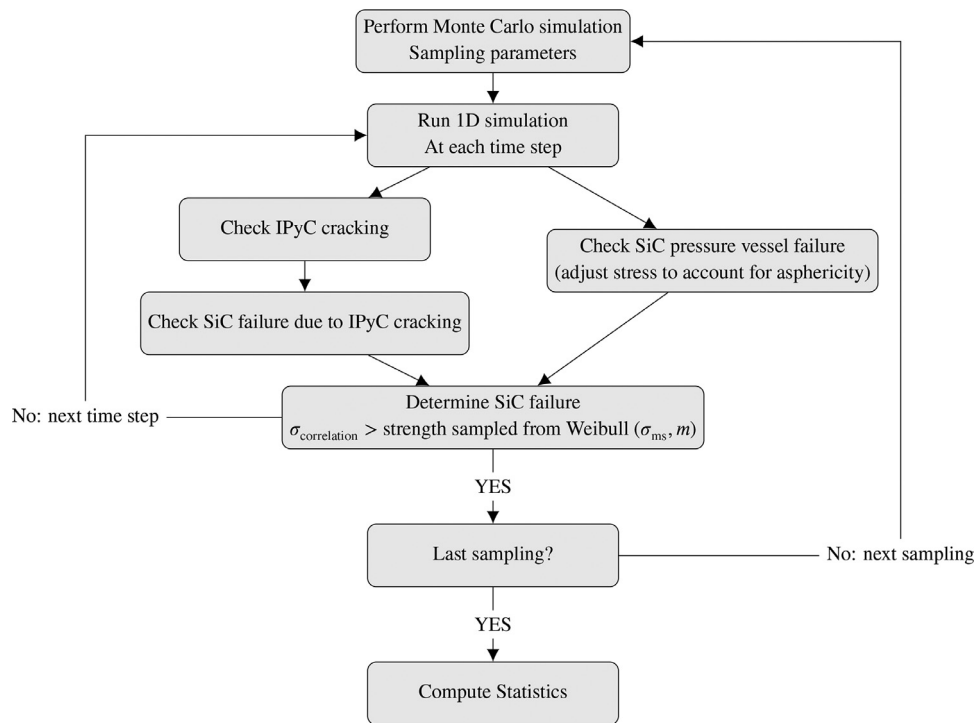 Perform Monte Carlo simulation
Sampling parameters
Run 1D simulation
At each time step
Check IPyC cracking
Check SiC pressure vessel failure
(adjust stress to account for asphericity)
Check SiC failure due to IPyC cracking
Determine SiC failure
σcorrelation > strength sampled from Weibull (σms, m)
No: next time step
YES
Last sampling?
No: next sampling
YES
Compute Statistics